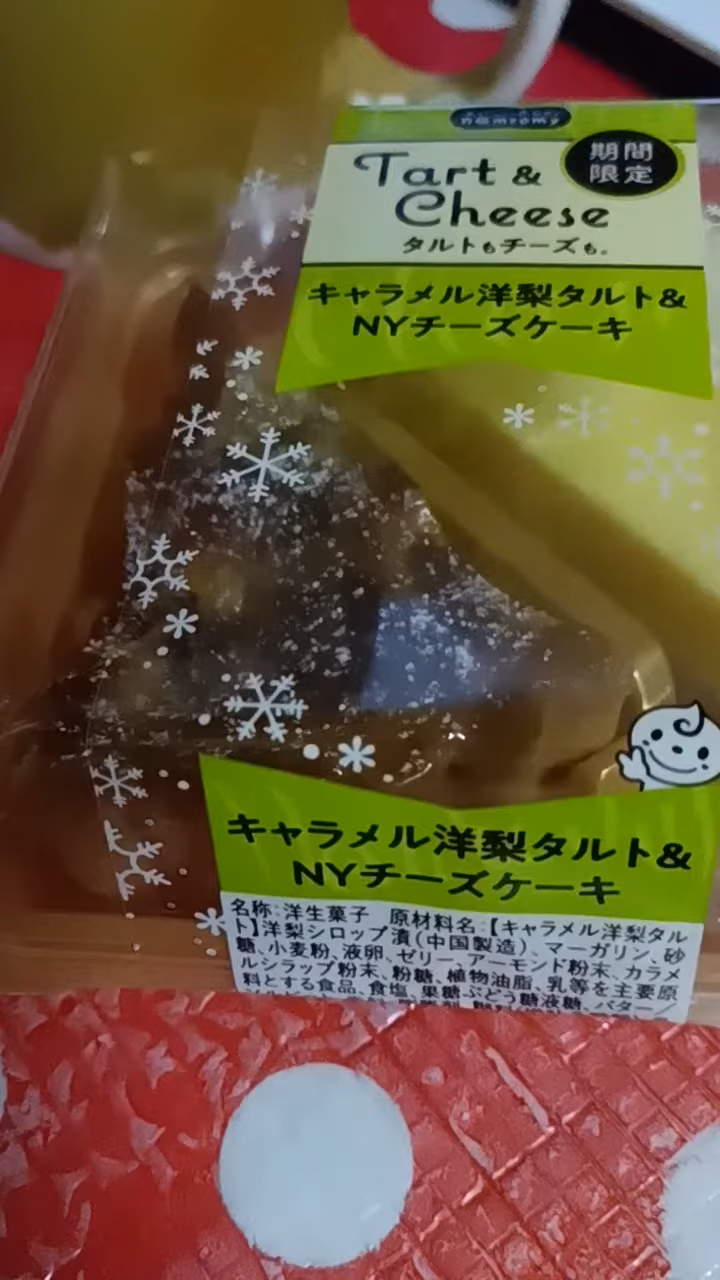 Tart &
Cheese
期間
限定
タルトもチーズも。
キャラメル洋梨タルト&
NYチーズケーキ
キャラメル洋梨タルト&
NYチーズケーキ
名称:洋生菓子 原材料名:【キャラメル洋梨タル
ト】洋梨シロップ漬(中国製造)、マーガリン、砂
糖、小麦粉、液卵、ゼリー、アーモンド粉末、カラメ
ルシラップ粉末、粉糖、植物油脂、乳等を主要原
料とする食品、食塩、果糖ぶどう糖液糖、バター/